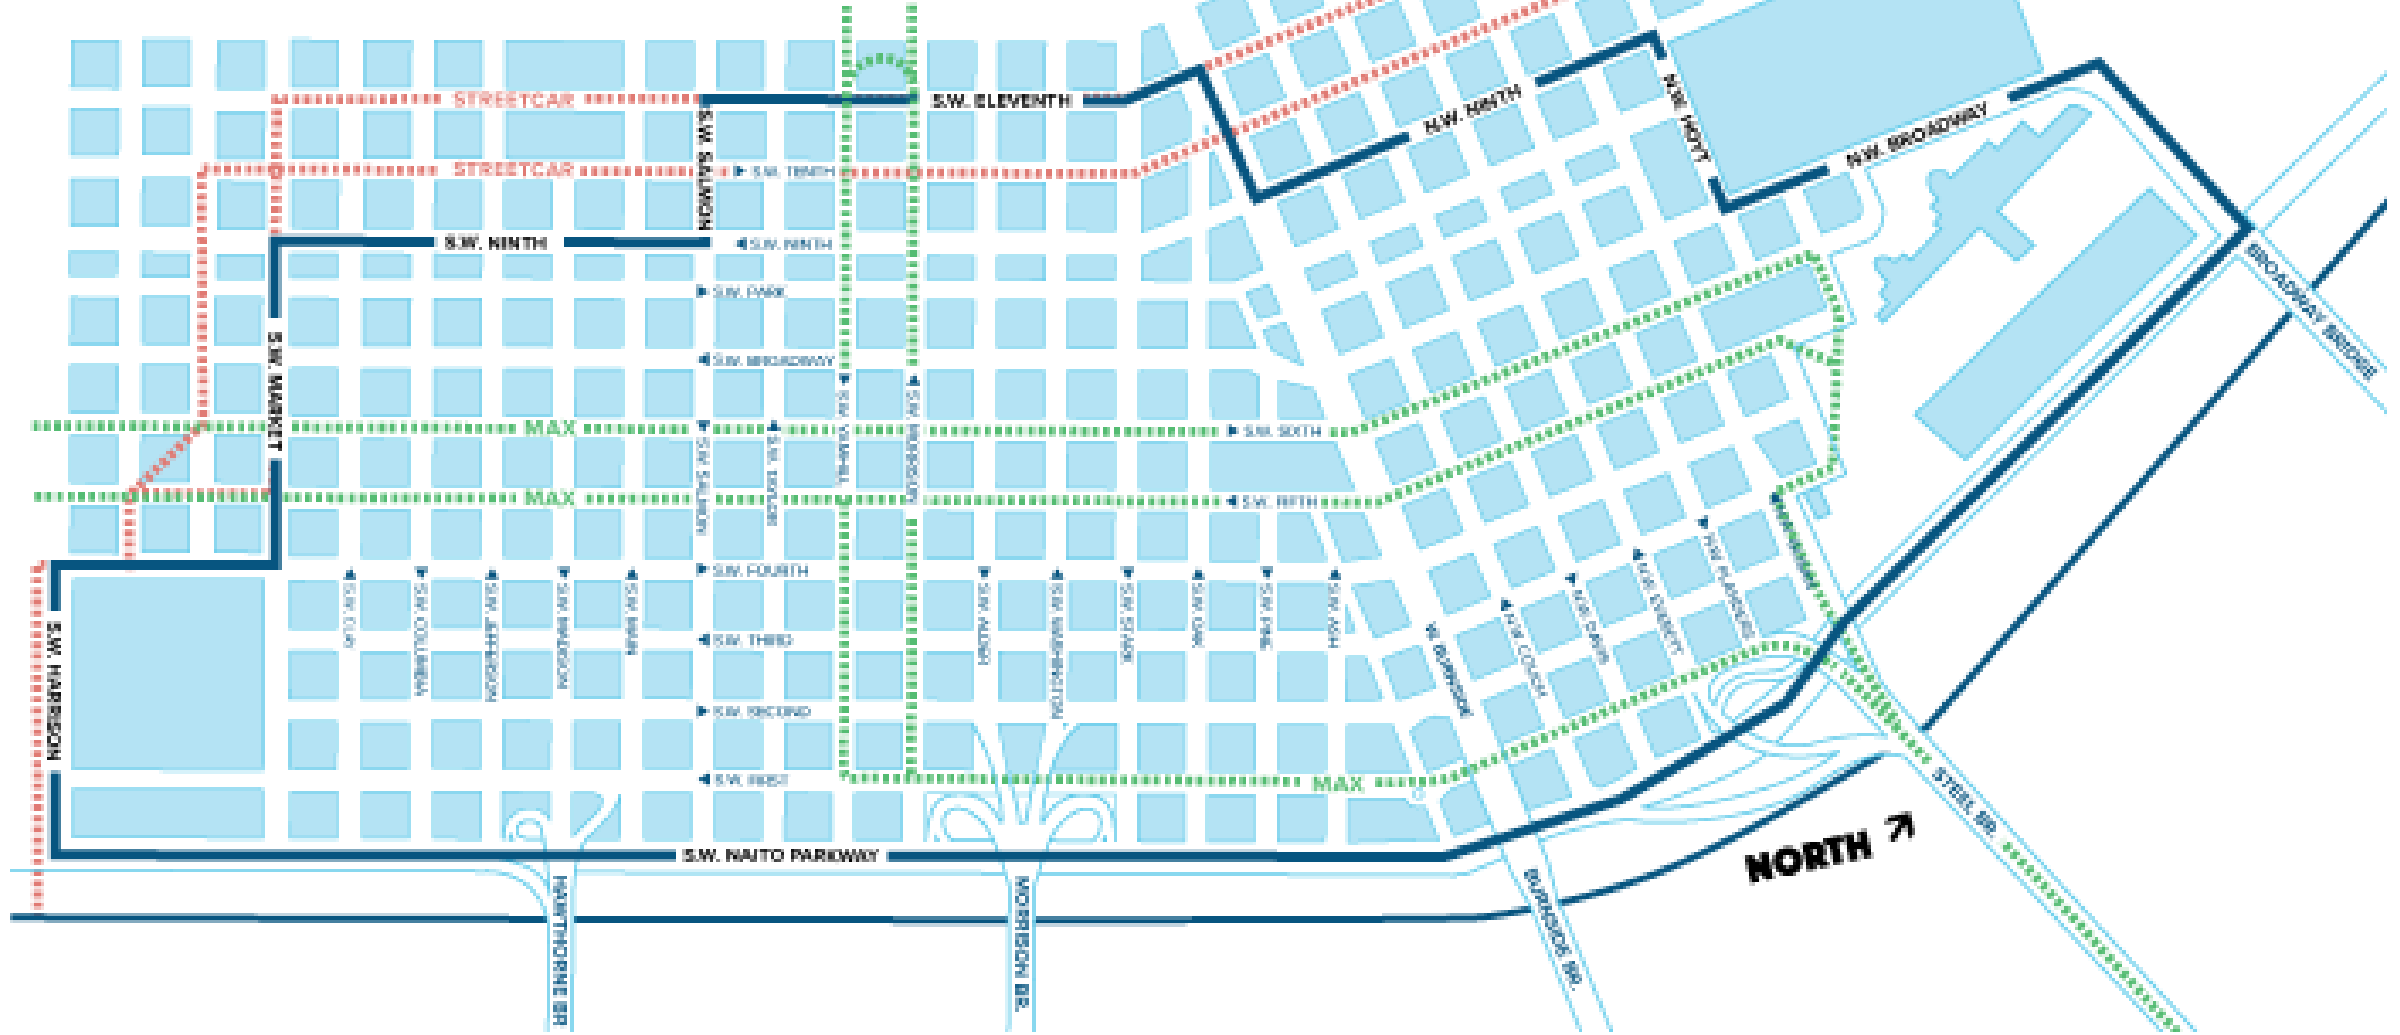 STREETCAR
S.W. ELEVENTH
N.W. NINTH
N.W. HOYT
N.W. BROADWAY
S.W. SALMON
STREETCAR
S.W. TENTH
S.W. NINTH
S.W. NINTH
BROADWAY BRIDGE
S.W. PARK
S.W. MARKET
S.W. BROADWAY
S.W. YAMHILL
S.W. MORRISON
MAX
S.W. SIXTH
S.W. SALMON
S.W. TAYLOR
MAX
S.W. FIFTH
S.W. FOURTH
S.W. CLAY
S.W. COLUMBIA
S.W. JEFFERSON
S.W. MADISON
S.W. MAIN
S.W. ALDER
S.W. WASHINGTON
S.W. STARK
S.W. OAK
S.W. PINE
S.W. ASH
W. BURNSIDE
N.W. COUCH
N.W. DAVIS
N.W. EVERETT
N.W. FLANDERS
S.W. HARRISON
S.W. THIRD
S.W. SECOND
S.W. FIRST
MAX
STEEL BR.
S.W. NAITO PARKWAY
NORTH
HAWTHORNE BR
MORRISON BR.
BURNSIDE BR.